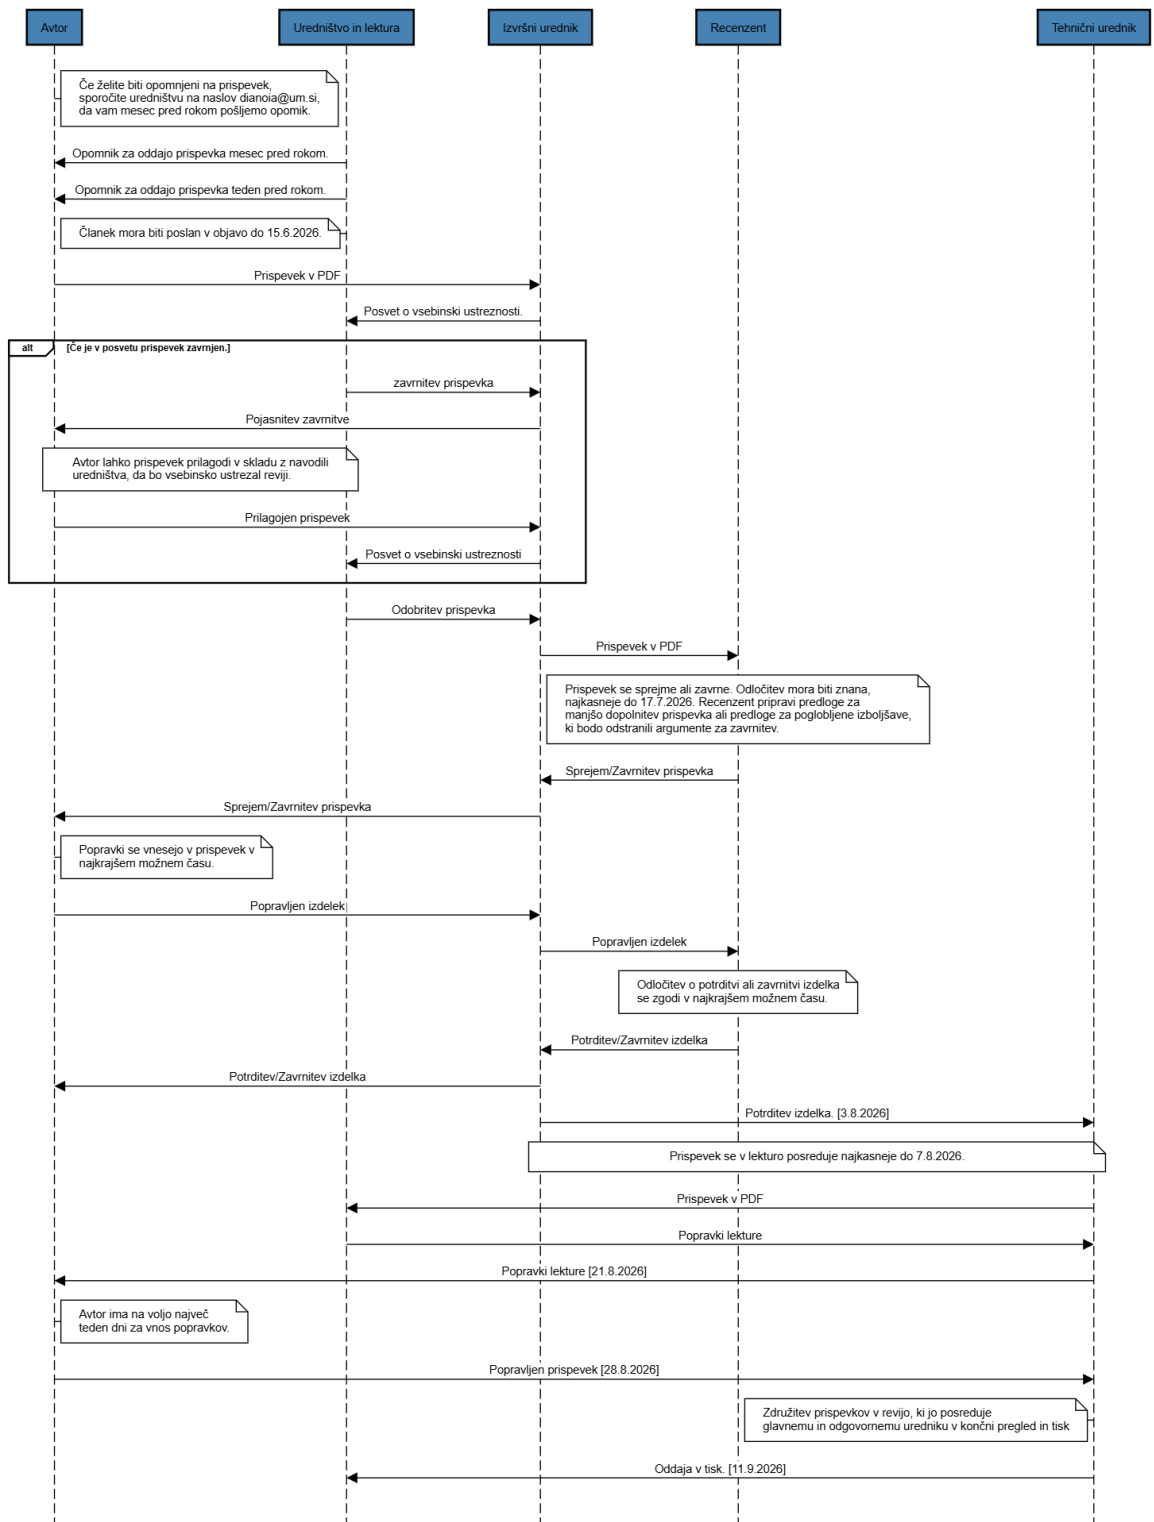 Avtor
Uredništvo in lektura
Izvršni urednik
Recenzent
Tehnični urednik
Če želite biti opomnjeni na prispevek,
sporočite uredništvu na naslov dianoia@um.si,
da vam mesec pred rokom pošljemo opomik.
Opomnik za oddajo prispevka mesec pred rokom.
Opomnik za oddajo prispevka teden pred rokom.
Članek mora biti poslan v objavo do 15.6.2026.
Prispevek v PDF
Posvet o vsebinski ustreznosti.
alt
[Če je v posvetu prispevek zavrnjen.]
zavrnitev prispevka
Pojasnitev zavrnitve
Avtor lahko prispevek prilagodi v skladu z navodili
uredništva, da bo vsebinsko ustrezal reviji.
Prilagojen prispevek
Posvet o vsebinski ustreznosti
Odobritev prispevka
Prispevek v PDF
Prispevek se sprejme ali zavrne. Odločitev mora biti znana,
najkasneje do 17.7.2026. Recenzent pripravi predloge za
manjšo dopolnitev prispevka ali predloge za poglobljene izboljšave,
ki bodo odstranili argumente za zavrnitev.
Sprejem/Zavrnitev prispevka
Sprejem/Zavrnitev prispevka
Popravki se vnesejo v prispevek v
najkrajšem možnem času.
Popravljen izdelek
Popravljen izdelek
Odločitev o potrditvi ali zavrnitvi izdelka
se zgodi v najkrajšem možnem času.
Potrditev/Zavrnitev izdelka
Potrditev/Zavrnitev izdelka
Potrditev izdelka. [3.8.2026]
Prispevek se v lekturo posreduje najkasneje do 7.8.2026.
Prispevek v PDF
Popravki lekture
Popravki lekture [21.8.2026]
Avtor ima na voljo največ
teden dni za vnos popravkov.
Popravljen prispevek [28.8.2026]
Združitev prispevkov v revijo, ki jo posreduje
glavnemu in odgovornemu uredniku v končni pregled in tisk
Oddaja v tisk. [11.9.2026]